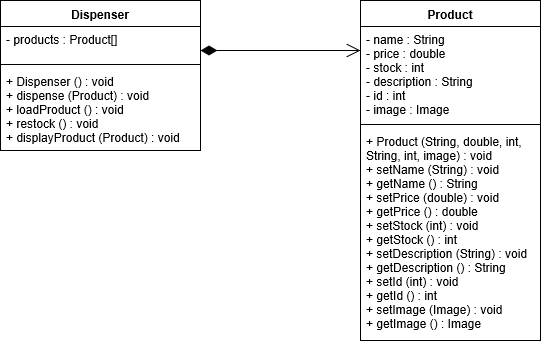 Dispenser
- products : Product[]
+ Dispenser () : void
+ dispense (Product) : void
+ loadProduct () : void
+ restock () : void
+ displayProduct (Product) : void
Product
- name : String
- price : double
- stock : int
- description : String
- id : int
- image : Image
+ Product (String, double, int,
String, int, image) : void
+ setName (String) : void
+ getName () : String
+ setPrice (double) : void
+ getPrice () : double
+ setStock (int) : void
+ getStock () : int
+ setDescription (String) : void
+ getDescription () : String
+ setId (int) : void
+ getId () : int
+ setImage (Image) : void
+ getImage () : Image